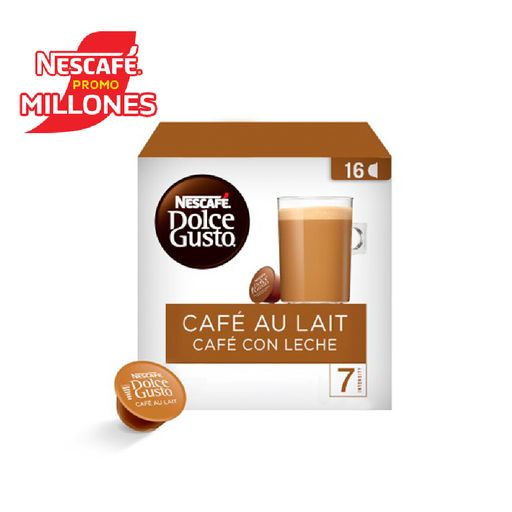 NESCAFÉ.
PROMO
MILLONES
16
NESCAFÉ.
Dolce
Gusto
CAFÉ AU LAIT
CAFÉ CON LECHE
7
INTENSITY
NESCAFÉ.
Dolce
Gusto
CAFÉ AU LAIT